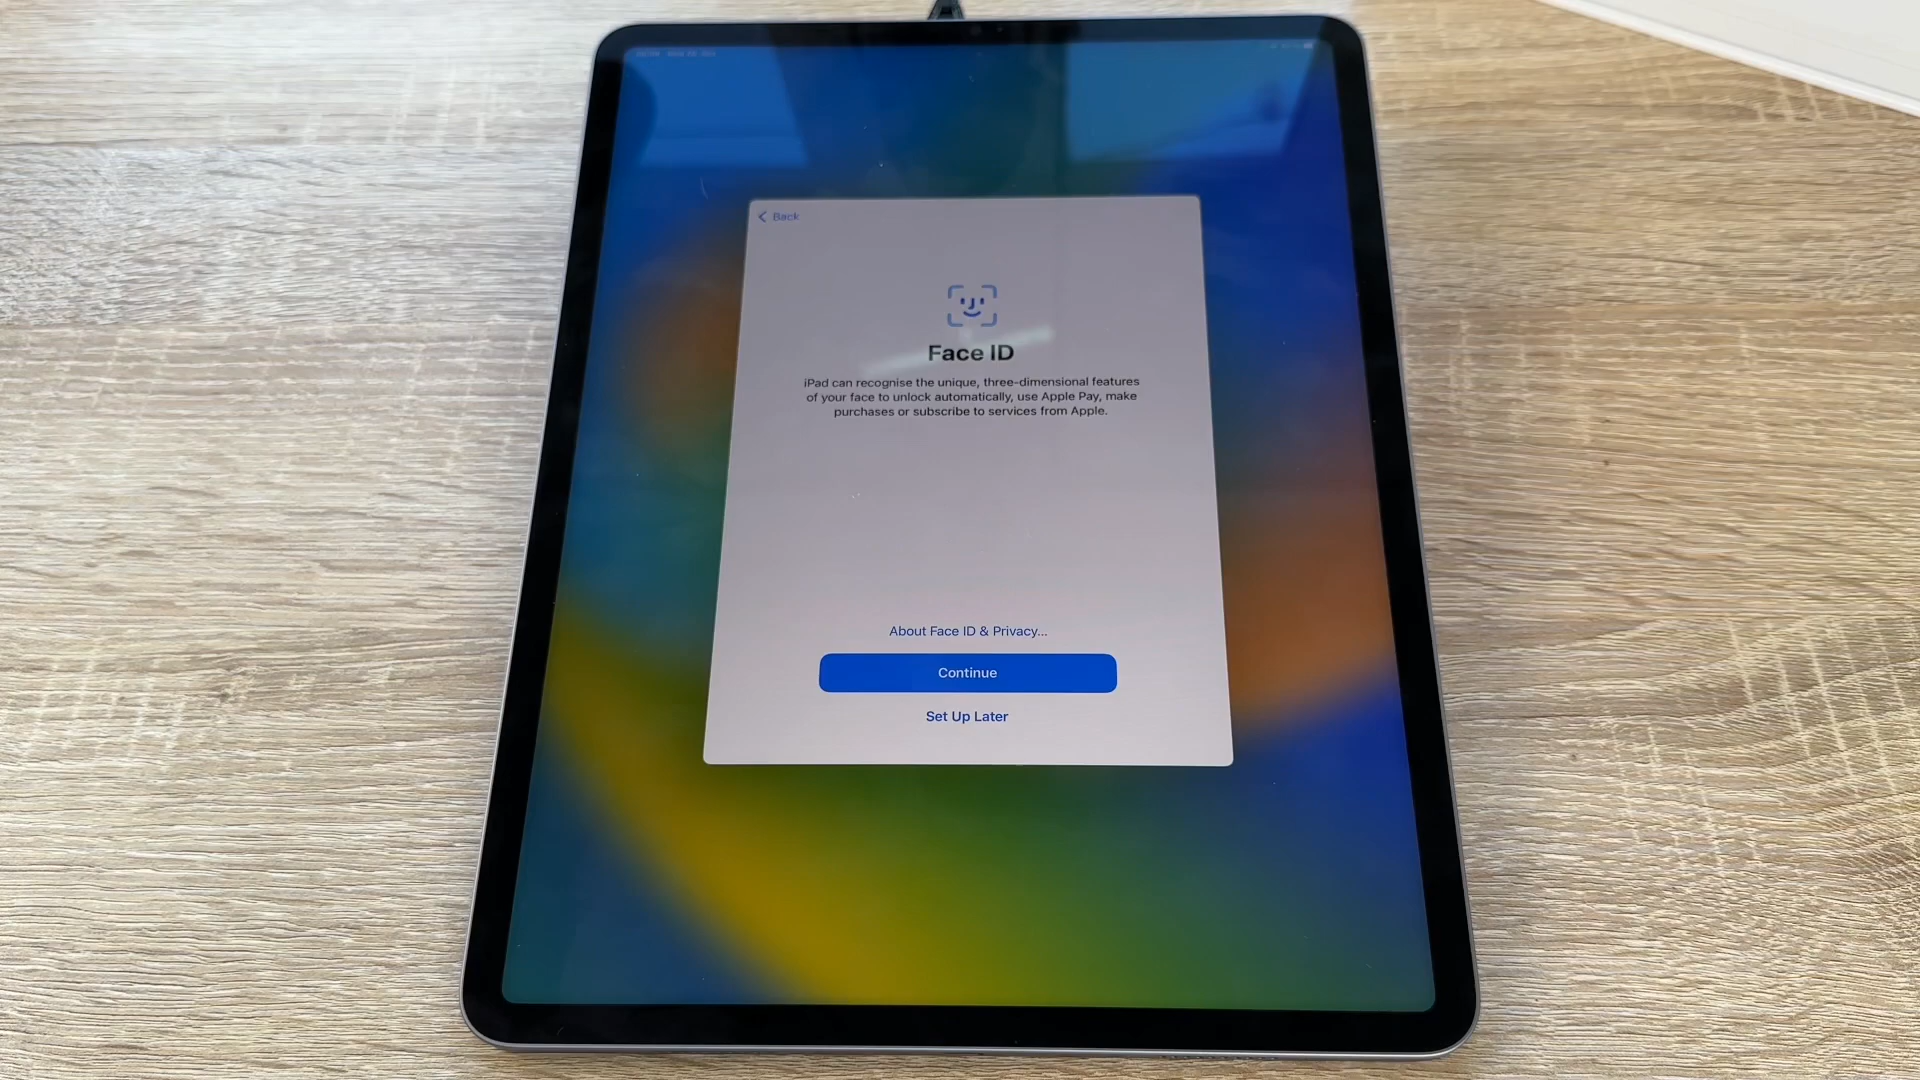 Back
Face ID
iPad can recognise the unique, three-dimensional features
of your face to unlock automatically, use Apple Pay, make
purchases or subscribe to services from Apple.
About Face ID & Privacy...
Continue
Set Up Later